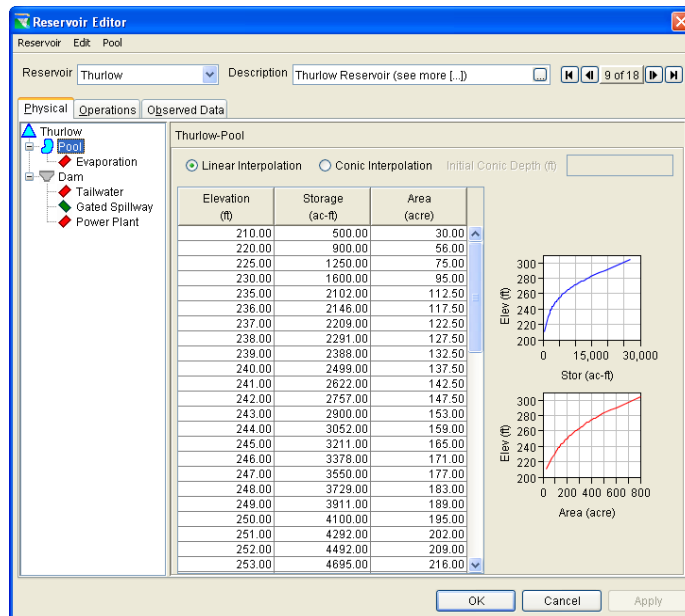 Reservoir Editor
Reservoir Edit Pool
Reservoir Thurlow Description Thurlow Reservoir (see more [...]) ... 9 of 18
Physical Operations Observed Data
Thurlow
Pool
Evaporation
Dam
Tailwater
Gated Spillway
Power Plant
Thurlow-Pool
Linear Interpolation Conic Interpolation Initial Conic Depth (ft)
Elevation Storage Area
(ft) (ac-ft) (acre)
210.00 500.00 30.00
220.00 900.00 56.00
225.00 1250.00 75.00
230.00 1600.00 95.00
235.00 2102.00 112.50
236.00 2146.00 117.50
237.00 2209.00 122.50
238.00 2291.00 127.50
239.00 2388.00 132.50
240.00 2499.00 137.50
241.00 2622.00 142.50
242.00 2757.00 147.50
243.00 2900.00 153.00
244.00 3052.00 159.00
245.00 3211.00 165.00
246.00 3378.00 171.00
247.00 3550.00 177.00
248.00 3729.00 183.00
249.00 3911.00 189.00
250.00 4100.00 195.00
251.00 4292.00 202.00
252.00 4492.00 209.00
253.00 4695.00 216.00
300
280
260
240
220
200
Elev (ft)
0 15,000 30,000
Stor (ac-ft)
300
280
260
240
220
200
Elev (ft)
0 200 400 600 800
Area (acre)
OK Cancel Apply